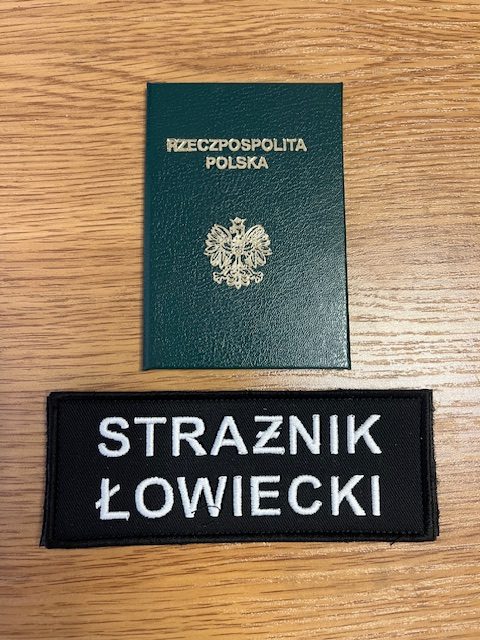 RZECZPOSPOLITA
POLSKA
STRAŻNIK
ŁOWIECKI